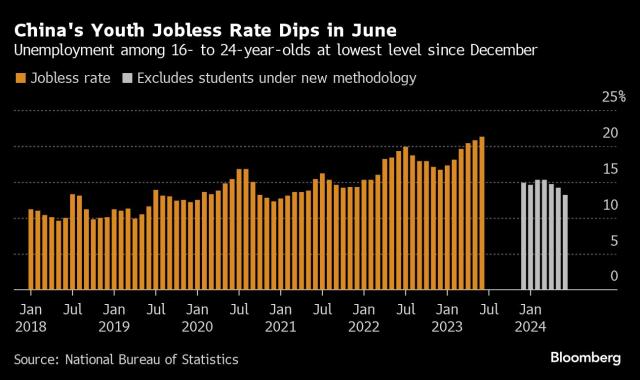 China's Youth Jobless Rate Dips in June
Unemployment among 16- to 24-year-olds at lowest level since December
Jobless rate Excludes students under new methodology
25%
20
15
10
5
0
Jan Jul Jan Jul Jan Jul Jan Jul Jan Jul Jan Jul Jan
2018 2019 2020 2021 2022 2023 2024
Source: National Bureau of Statistics Bloomberg